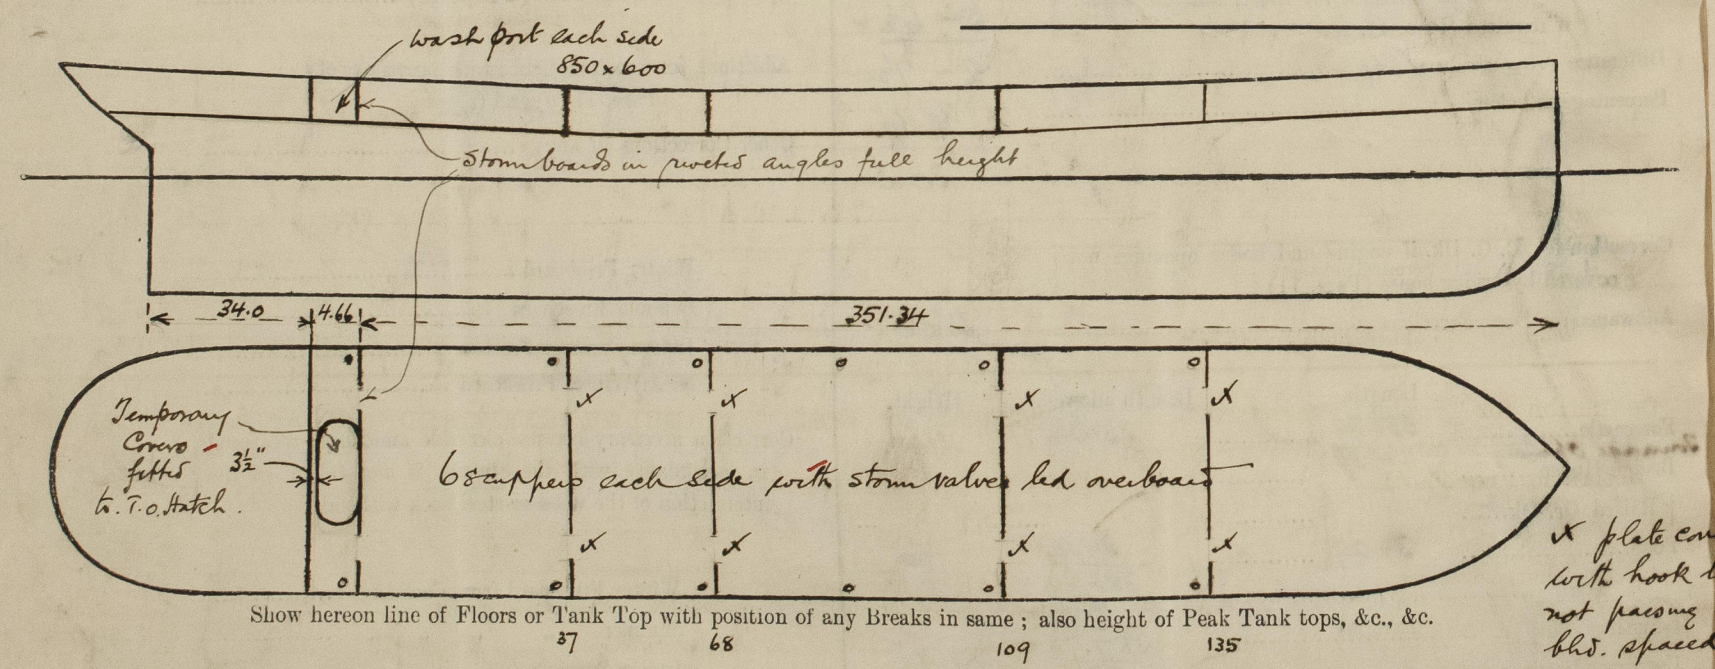 wash port each side
850 x 600
Storm boards in riveted angles full height
34.0
4.66
351.34
Temporary
Covers
fitted
to T.O. Hatch.
3½"
6 scuppers each side with storm valves led overboard
x
x
x
x
x
x
x
x
x plate con
with hook
not passing
bhd. spaced
Show hereon line of Floors or Tank Top with position of any Breaks in same ; also height of Peak Tank tops, &c., &c.
37
68
109
135